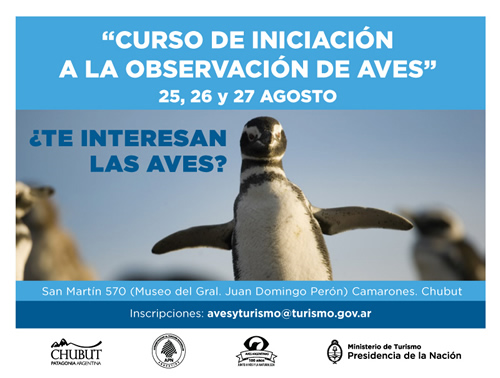 “CURSO DE INICIACIÓN
A LA OBSERVACIÓN DE AVES”
25, 26 y 27 AGOSTO
¿TE INTERESAN
LAS AVES?
San Martín 570 (Museo del Gral. Juan Domingo Perón) Camarones. Chubut
Inscripciones: avesyturismo@turismo.gov.ar
CHUBUT
PATAGONIA ARGENTINA
APN
AVES ARGENTINAS
100 años
Ministerio de Turismo
Presidencia de la Nación